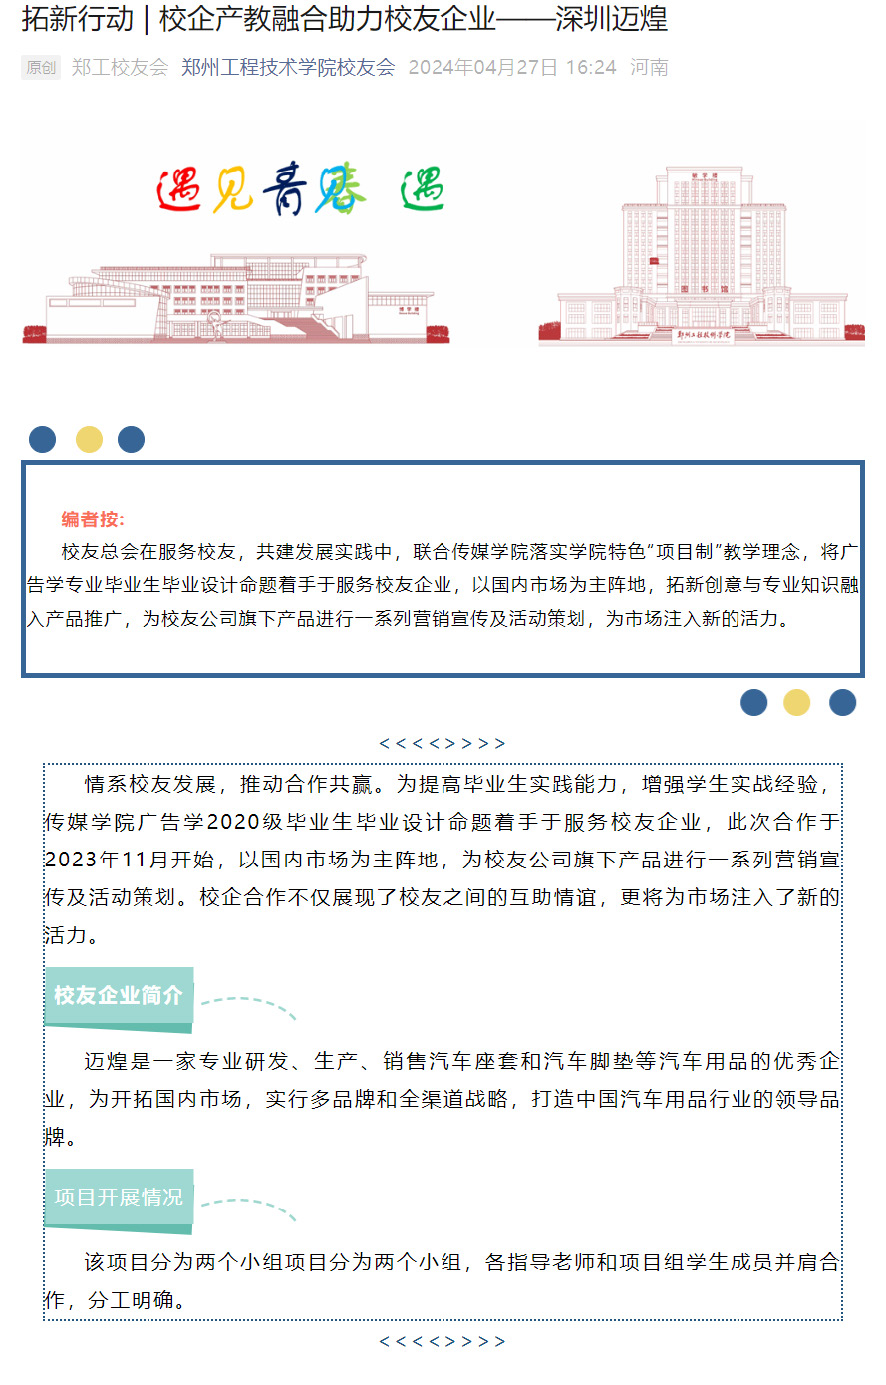 拓新行动 | 校企产教融合助力校友企业——深圳迈煌
原创 郑工校友会 郑州工程技术学院校友会 2024年04月27日 16:24 河南
遇见青春 遇见
敏学楼
图书馆
博学楼
郑州工程技术学院
编者按:
校友总会在服务校友，共建发展实践中，联合传媒学院落实学院特色“项目制”教学理念，将广
告学专业毕业生毕业设计命题着手于服务校友企业，以国内市场为主阵地，拓新创意与专业知识融
入产品推广，为校友公司旗下产品进行一系列营销宣传及活动策划，为市场注入新的活力。
<<<<>>>>
情系校友发展，推动合作共赢。为提高毕业生实践能力，增强学生实战经验，
传媒学院广告学2020级毕业生毕业设计命题着手于服务校友企业，此次合作于
2023年11月开始，以国内市场为主阵地，为校友公司旗下产品进行一系列营销宣
传及活动策划。校企合作不仅展现了校友之间的互助情谊，更将为市场注入了新的
活力。
校友企业简介
迈煌是一家专业研发、生产、销售汽车座套和汽车脚垫等汽车用品的优秀企
业，为开拓国内市场，实行多品牌和全渠道战略，打造中国汽车用品行业的领导品
牌。
项目开展情况
该项目分为两个小组项目分为两个小组，各指导老师和项目组学生成员并肩合
作，分工明确。
<<<<>>>>